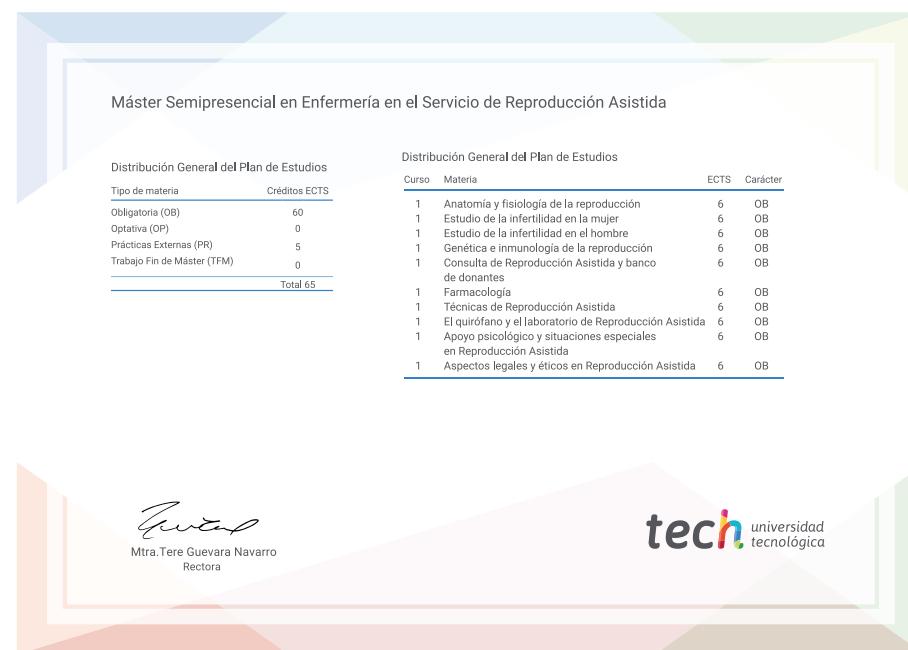 Máster Semipresencial en Enfermería en el Servicio de Reproducción Asistida
Distribución General del Plan de Estudios
Tipo de materia Créditos ECTS
Obligatoria (OB) 60
Optativa (OP) 0
Prácticas Externas (PR) 5
Trabajo Fin de Máster (TFM) 0
Total 65
Distribución General del Plan de Estudios
Curso Materia ECTS Carácter
1 Anatomía y fisiología de la reproducción 6 OB
1 Estudio de la infertilidad en la mujer 6 OB
1 Estudio de la infertilidad en el hombre 6 OB
1 Genética e inmunología de la reproducción 6 OB
1 Consulta de Reproducción Asistida y banco 6 OB
de donantes
1 Farmacología 6 OB
1 Técnicas de Reproducción Asistida 6 OB
1 El quirófano y el laboratorio de Reproducción Asistida 6 OB
1 Apoyo psicológico y situaciones especiales 6 OB
en Reproducción Asistida
1 Aspectos legales y éticos en Reproducción Asistida 6 OB
Mtra.Tere Guevara Navarro
Rectora
tech universidad
tecnológica